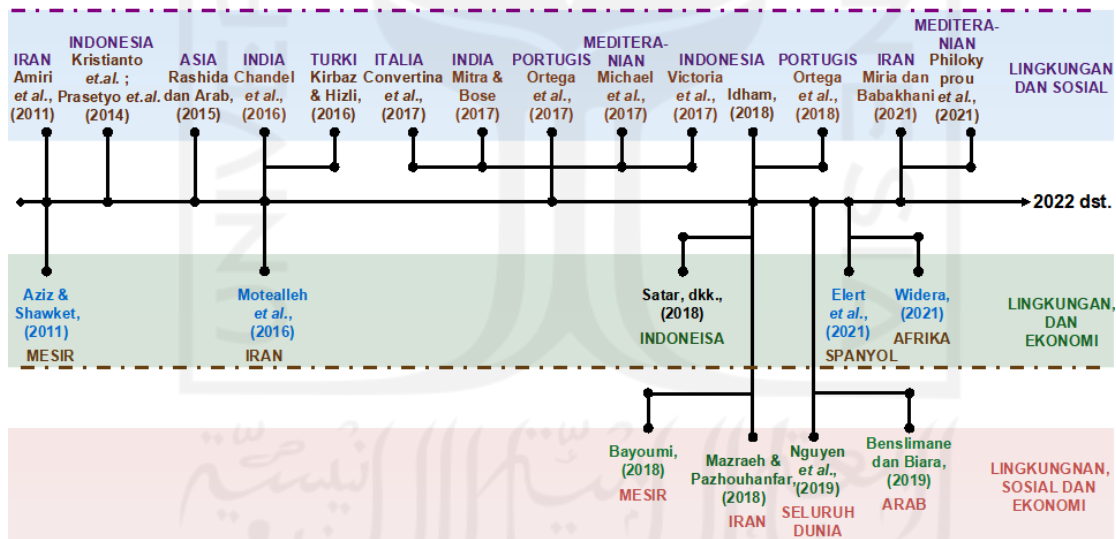 IRAN
Amiri
et al.,
(2011)
INDONESIA
Kristianto
et.al. ;
Prasetyo et.al.
(2014)
ASIA
Rashida
dan Arab,
(2015)
INDIA
Chandel
et al.,
(2016)
TURKI
Kirbaz
& Hizli,
(2016)
ITALIA
Convertina
et al.,
(2017)
INDIA
Mitra &
Bose
(2017)
PORTUGIS
Ortega
et al.,
(2017)
MEDITERA-
NIAN
Michael
et al.,
(2017)
INDONESIA
Victoria
et al.,
(2017)
Idham,
(2018)
PORTUGIS
Ortega
et al.,
(2018)
IRAN
Miria dan
Babakhani
(2021)
MEDITERA-
NIAN
Philoky
prou
et al.,
(2021)
LINGKUNGAN
DAN SOSIAL
2022 dst.
Aziz &
Shawket,
(2011)
MESIR
Motealleh
et al.,
(2016)
IRAN
Satar, dkk.,
(2018)
INDONEISA
Elert
et al.,
(2021)
SPANYOL
Widera,
(2021)
AFRIKA
LINGKUNGAN,
DAN
EKONOMI
Bayoumi,
(2018)
MESIR
Mazraeh &
Pazhouhanfar,
(2018)
IRAN
Nguyen
et al.,
(2019)
SELURUH
DUNIA
Benslimane
dan Biara,
(2019)
ARAB
LINGKUNGNAN,
SOSIAL DAN
EKONOMI